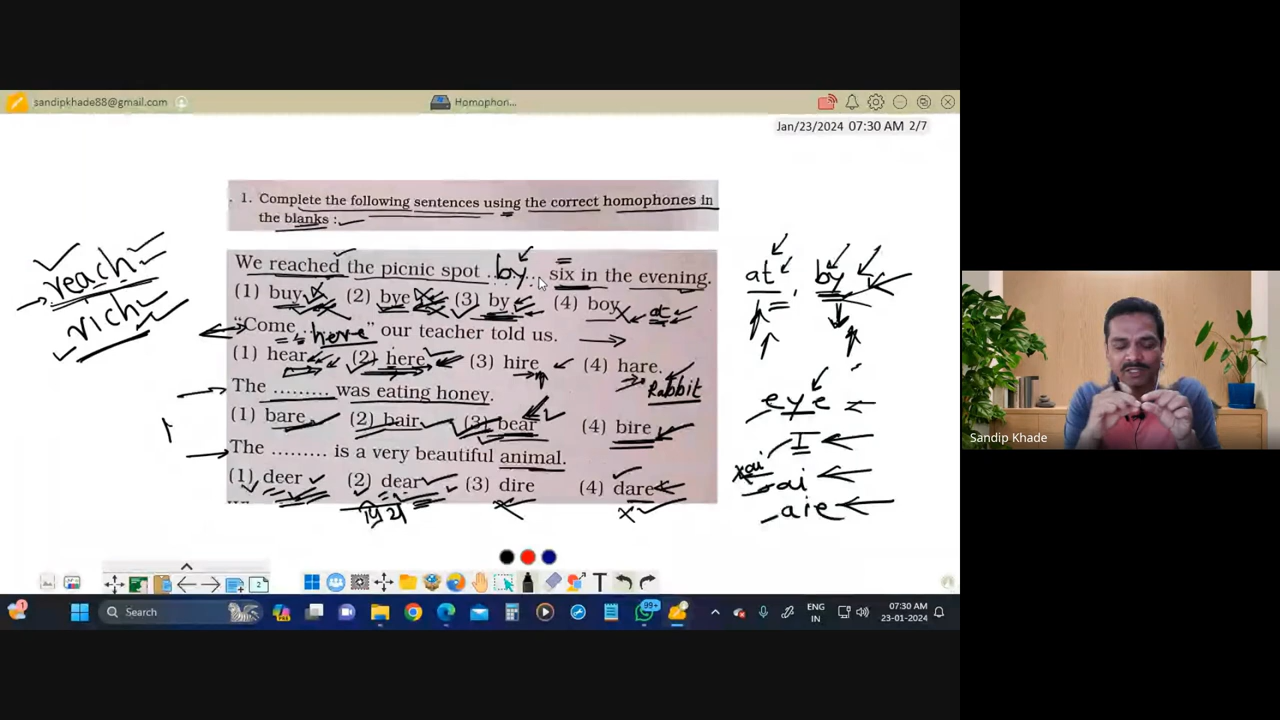 sandipkhade88@gmail.com
Homophon...
Jan/23/2024 07:30 AM 2/7
1. Complete the following sentences using the correct homophones in
the blanks :
We reached the picnic spot ..by... six in the evening.
(1) buy (2) bye (3) by (4) boy at
"Come ..here" our teacher told us.
(1) hear (2) here (3) hire (4) hare.
Rabbit
The ......... was eating honey.
(1) bare (2) bair (3) bear (4) bire
The ......... is a very beautiful animal.
(1) deer (2) dear (3) dire (4) dare
reach
rich
at , by
eye
I
ai ai
aie
Sandip Khade
2
T
1
Search
99+
ENG
IN
07:30 AM
23-01-2024